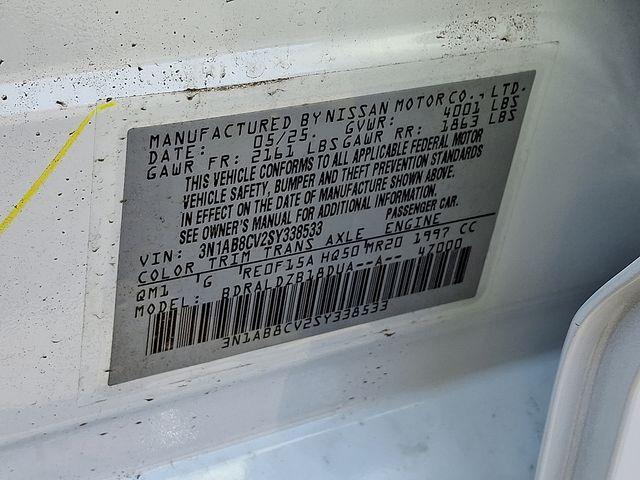 MANUFACTURED BY NISSAN MOTOR CO., LTD.
DATE: 05/25. GVWR: 4001 LBS
GAWR FR: 2161 LBS GAWR RR: 1863 LBS
THIS VEHICLE CONFORMS TO ALL APPLICABLE FEDERAL MOTOR
VEHICLE SAFETY, BUMPER AND THEFT PREVENTION STANDARDS
IN EFFECT ON THE DATE OF MANUFACTURE SHOWN ABOVE.
SEE OWNER'S MANUAL FOR ADDITIONAL INFORMATION.
VIN: 3N1AB8CV2SY338533 PASSENGER CAR.
COLOR TRIM TRANS AXLE ENGINE
QM1 G RE0F15A HQ50 MR20 1997 CC
MODEL: BDRALDZB18DUA--A-- 47000
3N1AB8CV2SY338533